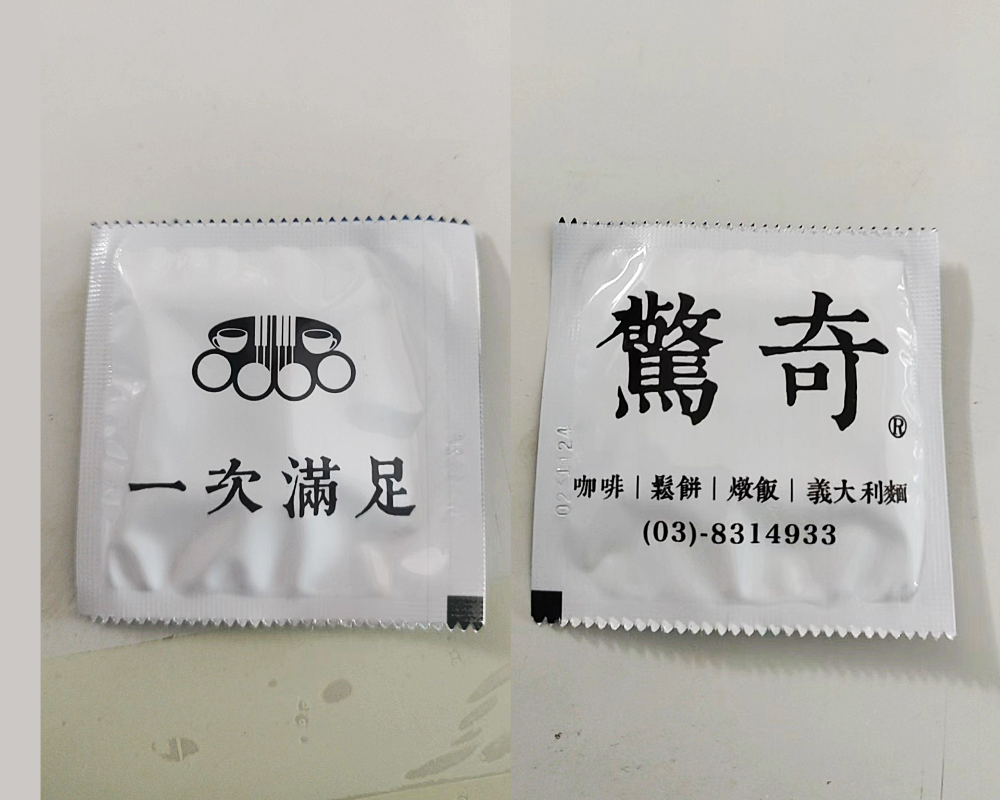 一次滿足
驚奇®
咖啡 | 鬆餅 | 燉飯 | 義大利麵
(03)-8314933